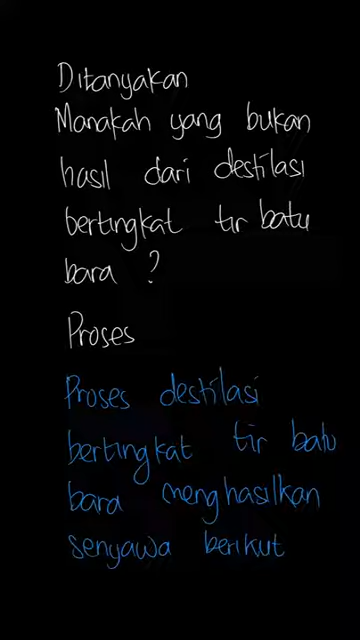 Ditanyakan
Manakah yang bukan
hasil dari destilasi
bertingkat tir batu
bara ?
Proses
Proses destilasi
bertingkat tir batu
bara menghasilkan
senyawa berikut